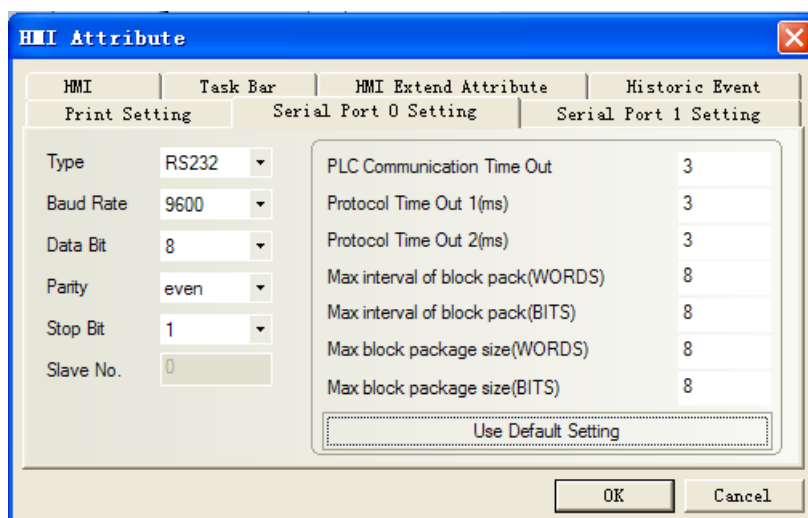 HMI Attribute
HMI Task Bar HMI Extend Attribute Historic Event
Print Setting Serial Port 0 Setting Serial Port 1 Setting
Type RS232
Baud Rate 9600
Data Bit 8
Parity even
Stop Bit 1
Slave No. 0
PLC Communication Time Out 3
Protocol Time Out 1(ms) 3
Protocol Time Out 2(ms) 3
Max interval of block pack(WORDS) 8
Max interval of block pack(BITS) 8
Max block package size(WORDS) 8
Max block package size(BITS) 8
Use Default Setting
OK Cancel